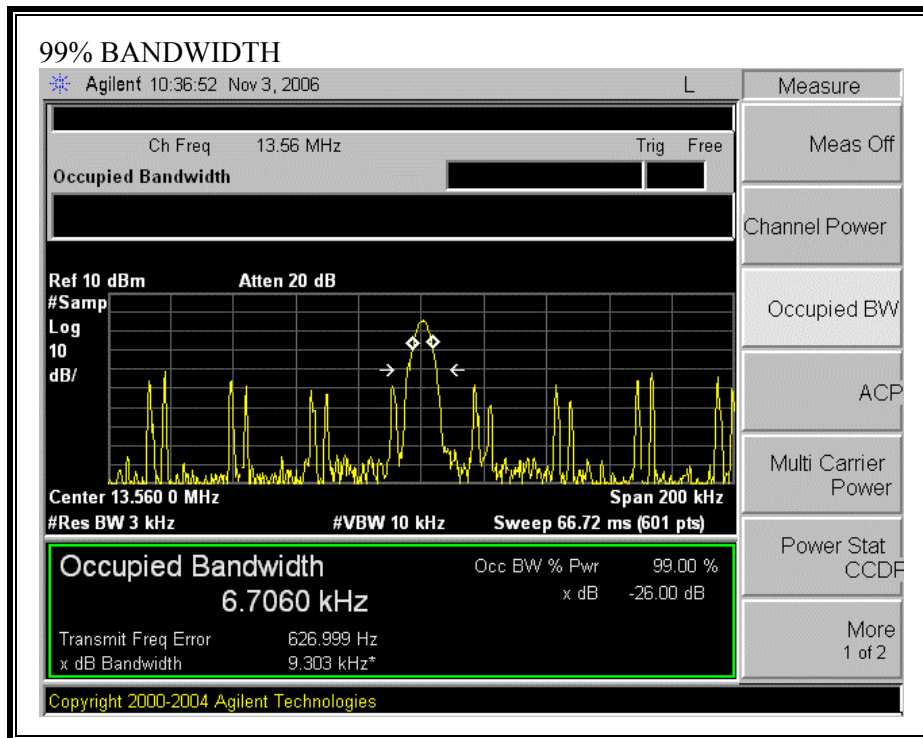 99% BANDWIDTH
Agilent 10:36:52 Nov 3, 2006 L
Measure
Ch Freq 13.56 MHz Trig Free
Occupied Bandwidth
Meas Off
Channel Power
Occupied BW
ACP
Multi Carrier
Power
Power Stat
CCDF
More
1 of 2
Ref 10 dBm Atten 20 dB
#Samp
Log
10
dB/
Center 13.560 0 MHz Span 200 kHz
#Res BW 3 kHz #VBW 10 kHz Sweep 66.72 ms (601 pts)
Occupied Bandwidth Occ BW % Pwr 99.00 %
6.7060 kHz x dB -26.00 dB
Transmit Freq Error 626.999 Hz
x dB Bandwidth 9.303 kHz*
Copyright 2000-2004 Agilent Technologies